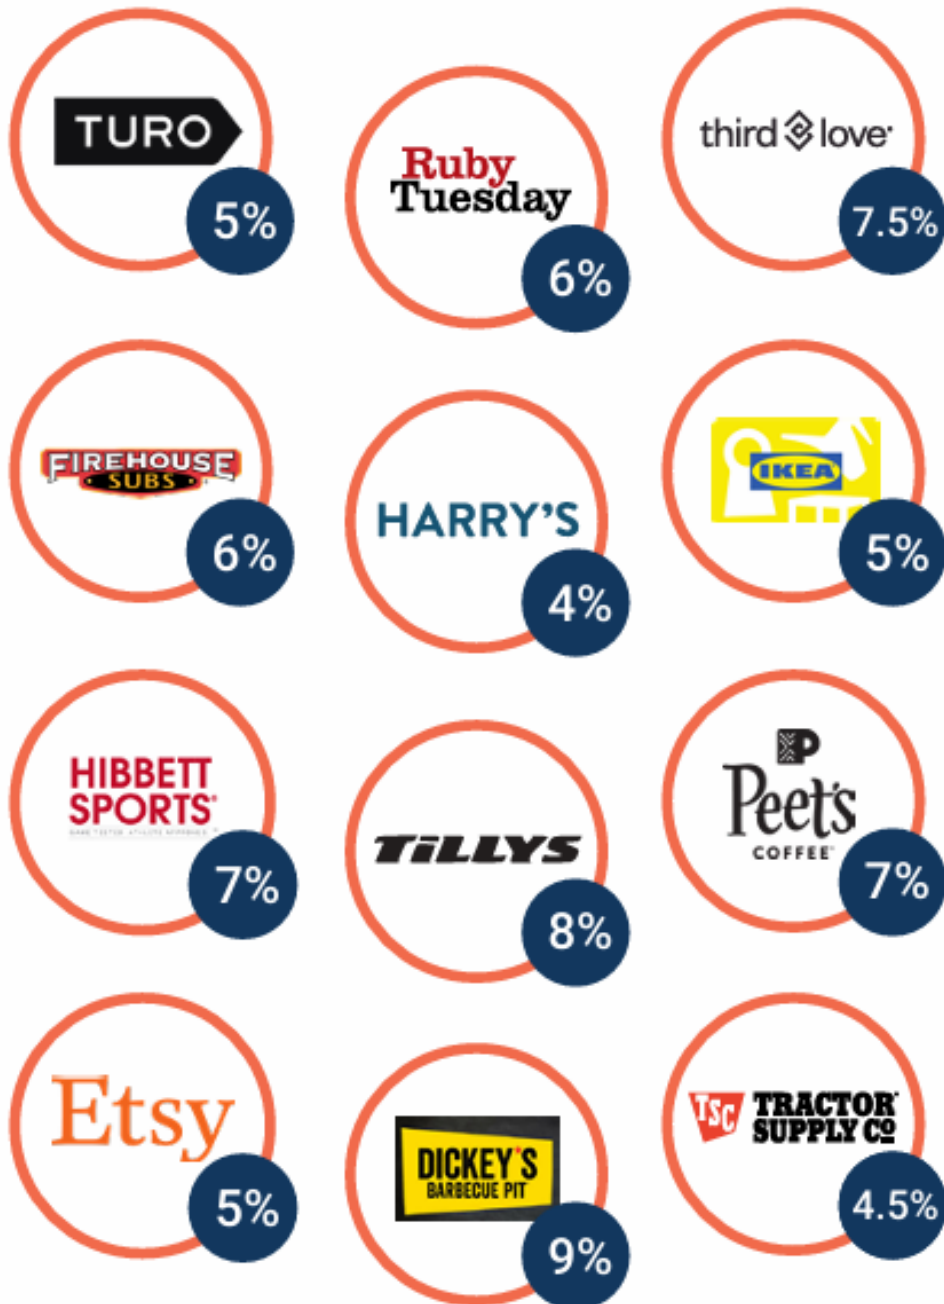 TURO
5%
Ruby
Tuesday
6%
third love
7.5%
FIREHOUSE
SUBS
6%
HARRY'S
4%
IKEA
5%
HIBBETT
SPORTS
7%
TiLLYS
8%
P
Peet's
COFFEE
7%
Etsy
5%
DICKEY'S
BARBECUE PIT
9%
TSC TRACTOR
SUPPLY CO
4.5%